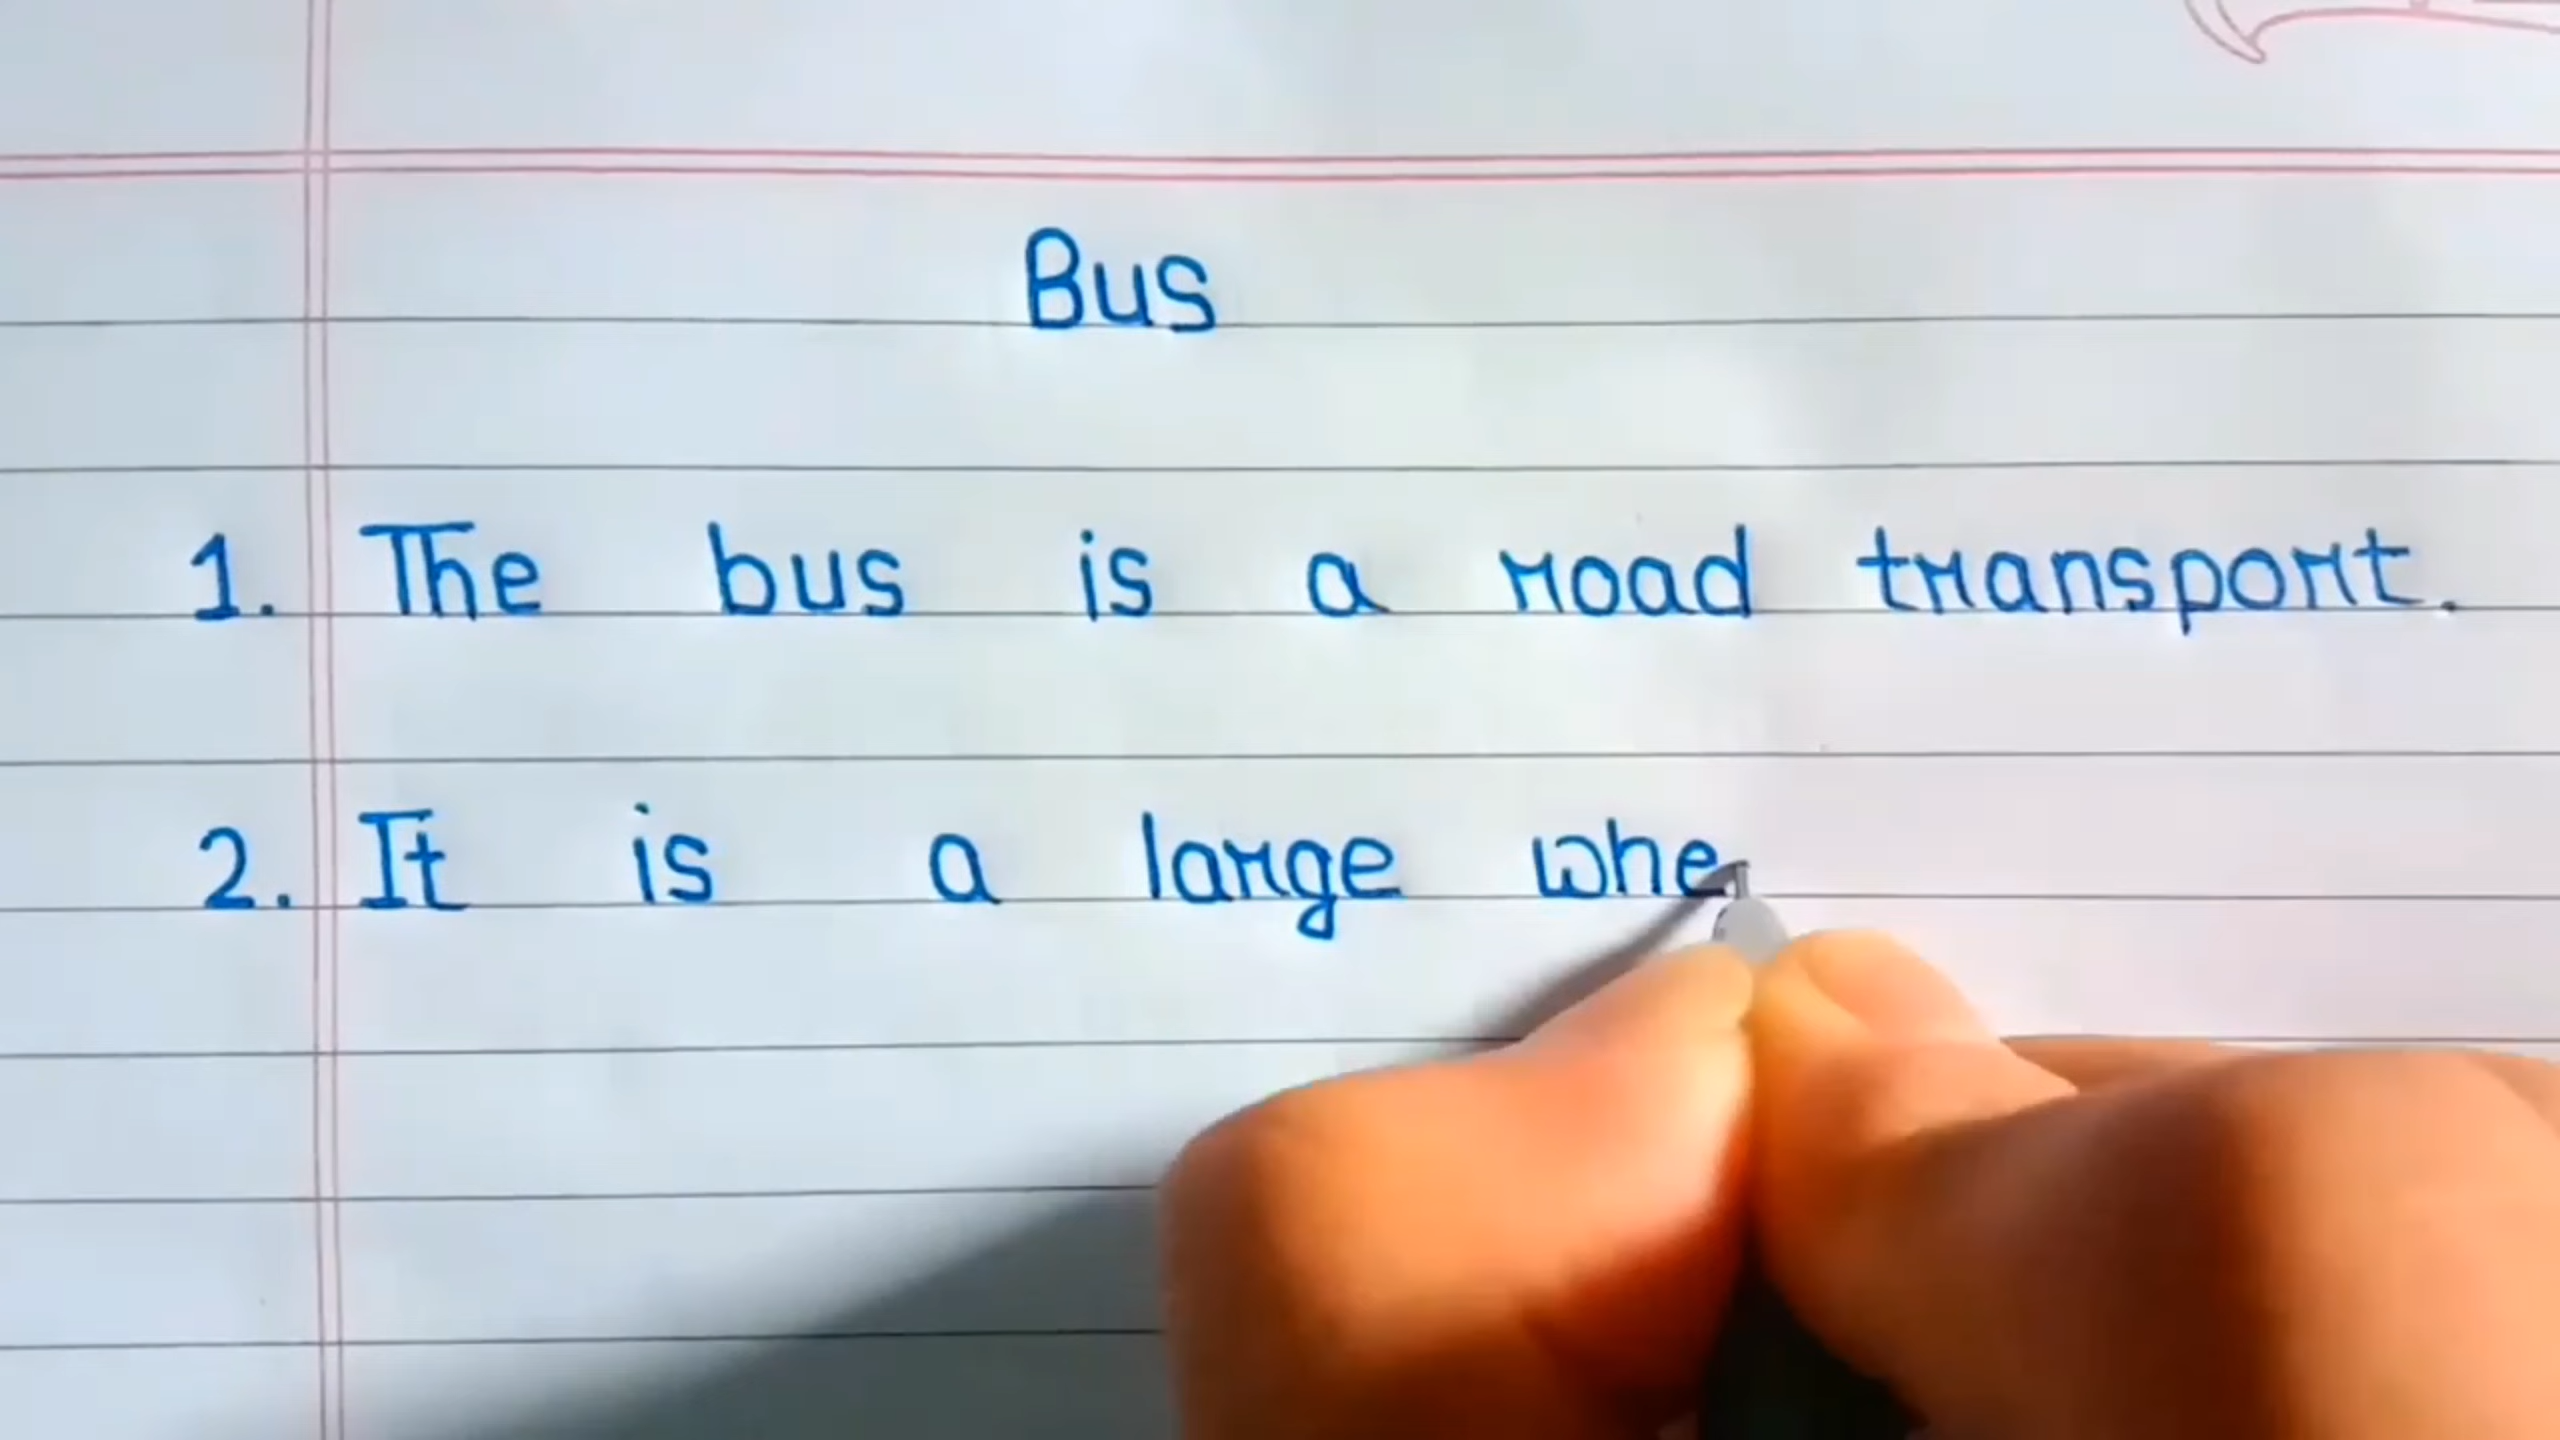 Bus
1. The bus is a road transport.
2. It is a large whe